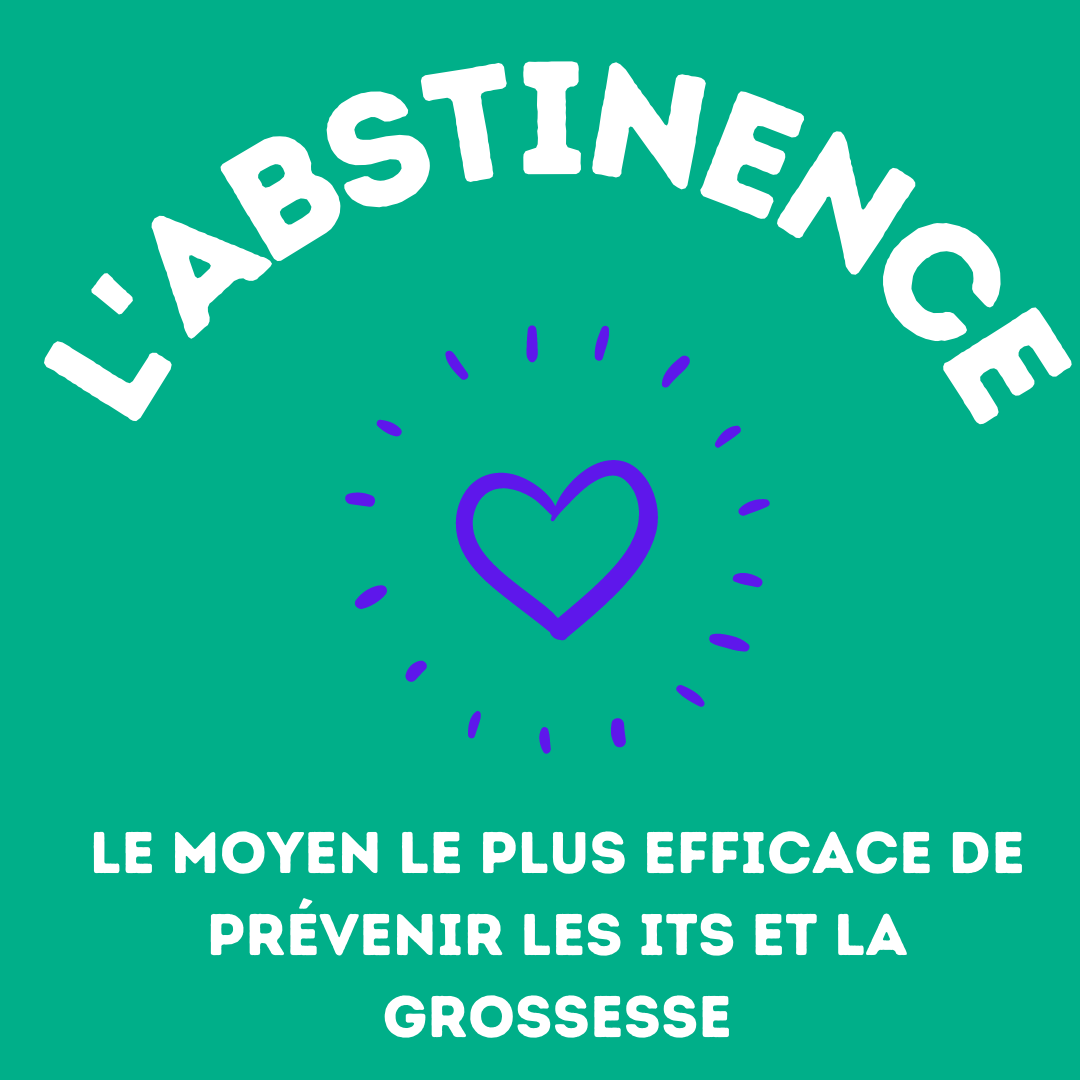 L'ABSTINENCE
LE MOYEN LE PLUS EFFICACE DE
PRÉVENIR LES ITS ET LA
GROSSESSE